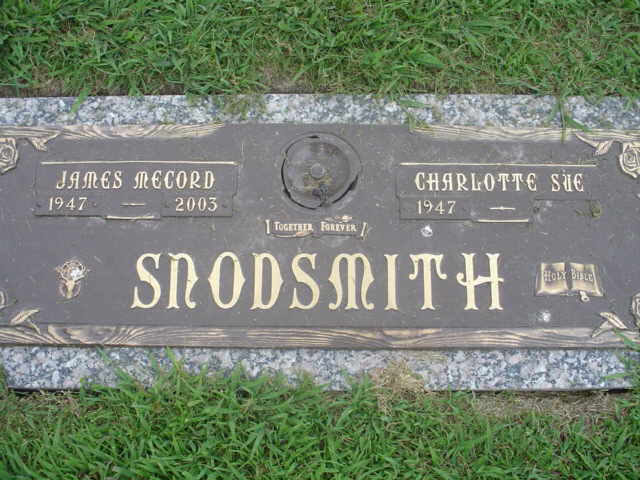 JAMES MECORD
1947 — 2003
CHARLOTTE SUE
1947 —
TOGETHER FOREVER
SNODSMITH
HOLY BIBLE